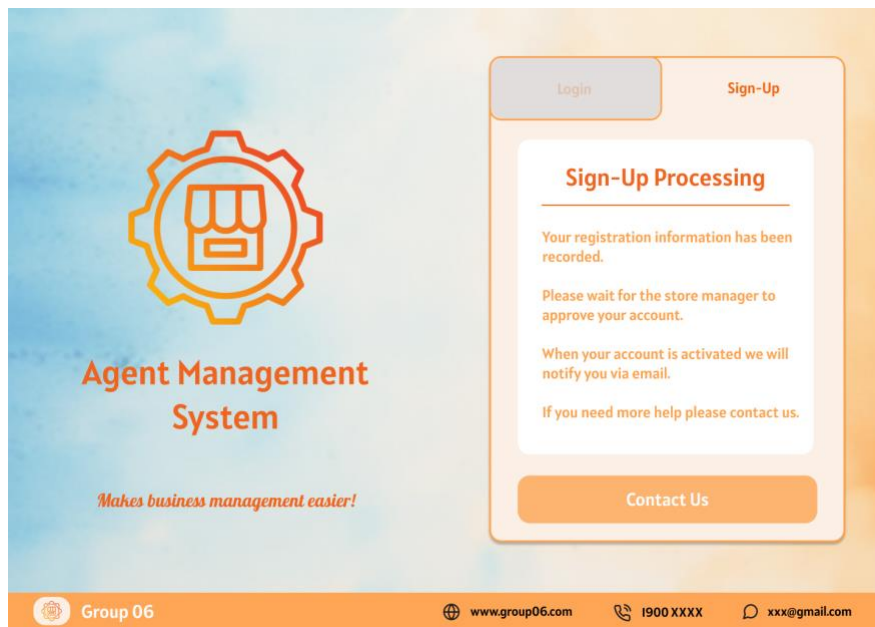 Login
Sign-Up
Sign-Up Processing
Your registration information has been
recorded.
Please wait for the store manager to
approve your account.
When your account is activated we will
notify you via email.
If you need more help please contact us.
Contact Us
Agent Management
System
Makes business management easier!
Group 06
www.group06.com
1900 XXXX
xxx@gmail.com